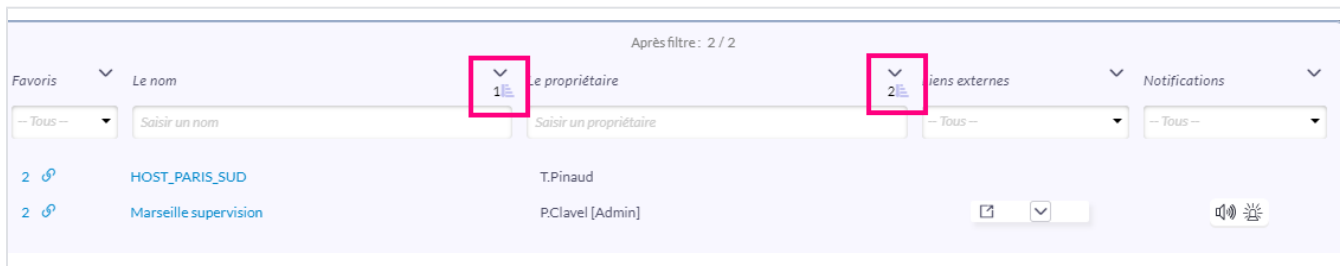 Après filtre : 2 / 2
Favoris Le nom 1 Le propriétaire 2 iens externes Notifications
-- Tous -- Saisir un nom Saisir un propriétaire -- Tous -- -- Tous --
2 HOST_PARIS_SUD T.Pinaud
2 Marseille supervision P.Clavel [Admin]